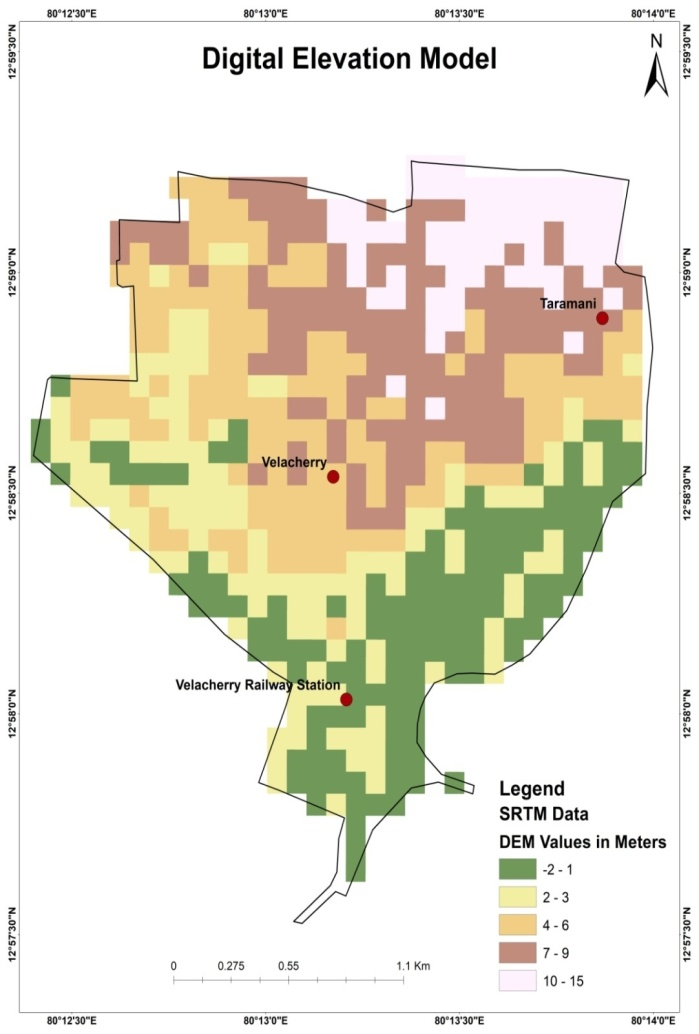 80°12'30"E 80°13'0"E 80°13'30"E 80°14'0"E
12°59'30"N 12°59'30"N
Digital Elevation Model
N
12°59'0"N 12°59'0"N
Taramani
Velacherry
12°58'30"N 12°58'30"N
Velacherry Railway Station
12°58'0"N 12°58'0"N
Legend
SRTM Data
DEM Values in Meters
-2 - 1
2 - 3
4 - 6
7 - 9
10 - 15
12°57'30"N 12°57'30"N
0 0.275 0.55 1.1 Km
80°12'30"E 80°13'0"E 80°13'30"E 80°14'0"E